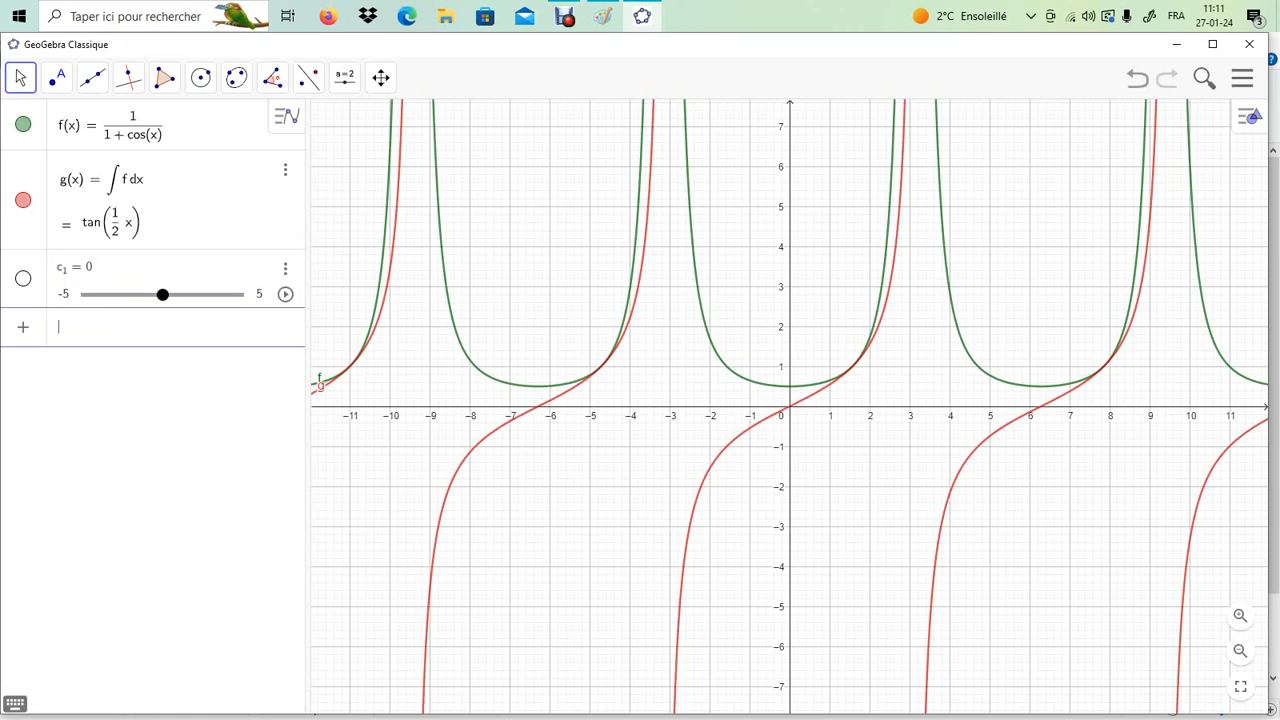 Taper ici pour rechercher
2°C Ensoleillé
FRA
11:11
27-01-24
3
GeoGebra Classique
A
a=2
f(x) = 1 / (1 + cos(x))
g(x) = ∫ f dx
= tan(1/2 x)
c₁ = 0
-5
5
+
f
g
7
6
5
4
3
2
1
−11 −10 −9 −8 −7 −6 −5 −4 −3 −2 −1 0 1 2 3 4 5 6 7 8 9 10 11
−1
−2
−3
−4
−5
−6
−7